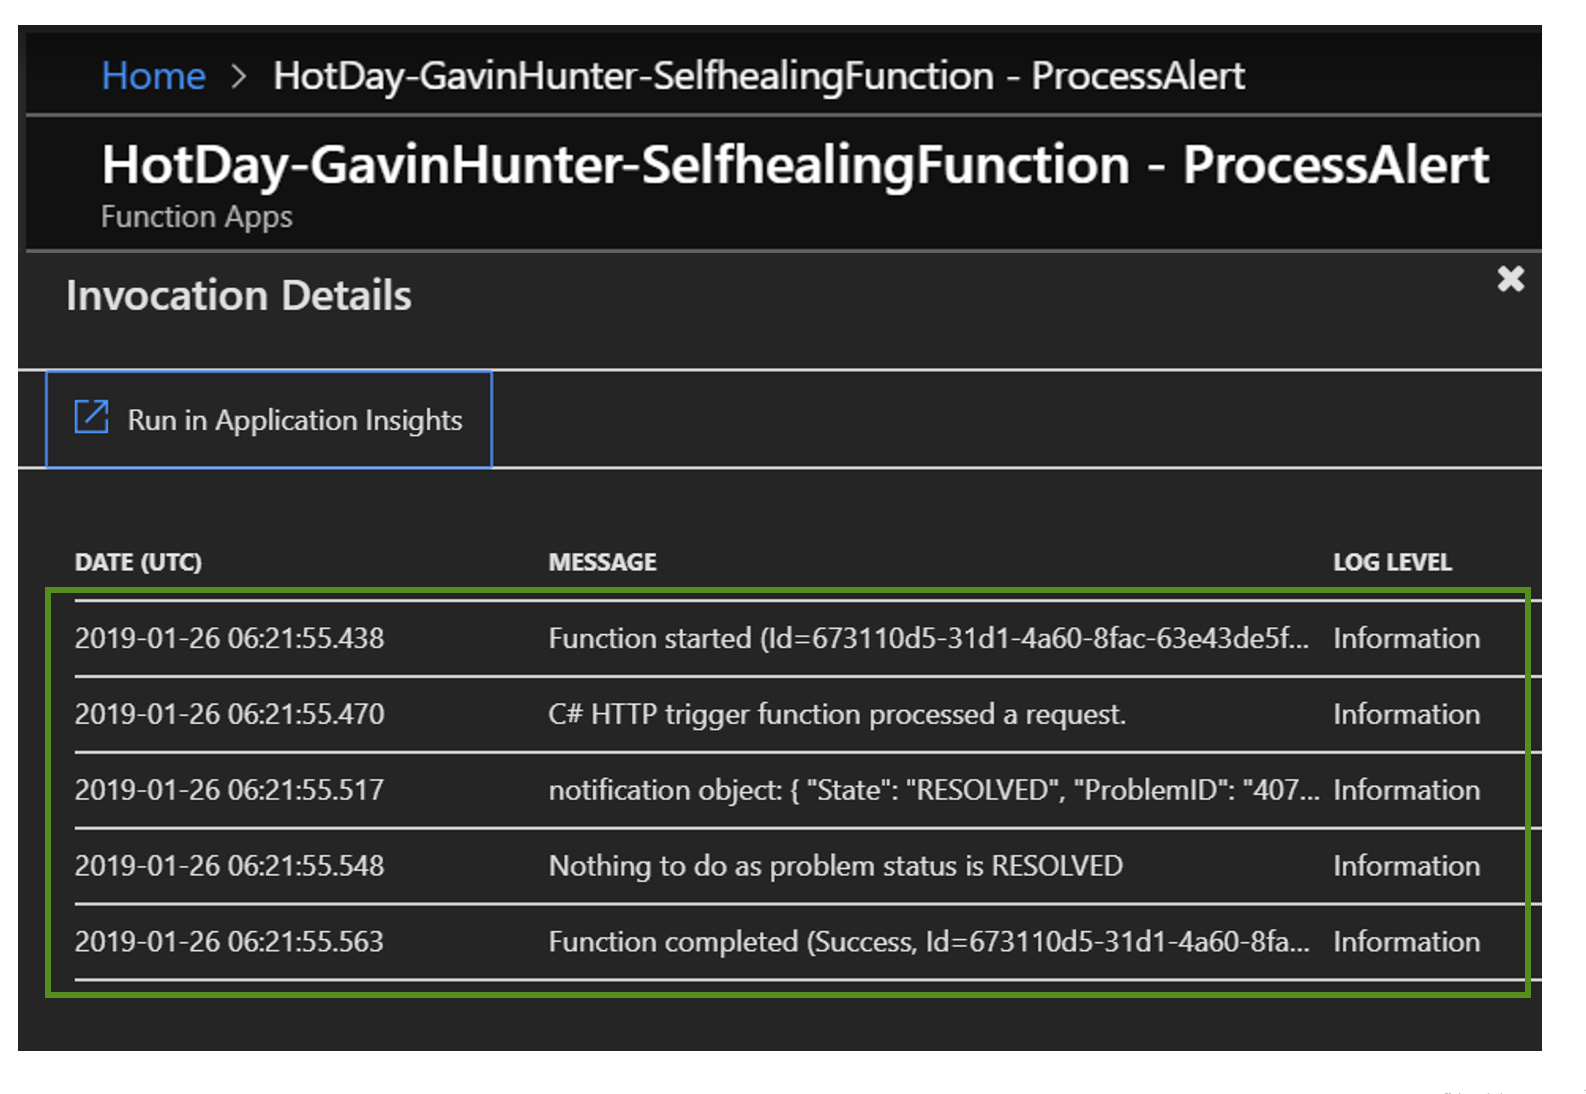 Home > HotDay-GavinHunter-SelfhealingFunction - ProcessAlert
HotDay-GavinHunter-SelfhealingFunction - ProcessAlert
Function Apps
Invocation Details
Run in Application Insights
DATE (UTC) MESSAGE LOG LEVEL
2019-01-26 06:21:55.438 Function started (Id=673110d5-31d1-4a60-8fac-63e43de5f... Information
2019-01-26 06:21:55.470 C# HTTP trigger function processed a request. Information
2019-01-26 06:21:55.517 notification object: { "State": "RESOLVED", "ProblemID": "407... Information
2019-01-26 06:21:55.548 Nothing to do as problem status is RESOLVED Information
2019-01-26 06:21:55.563 Function completed (Success, Id=673110d5-31d1-4a60-8fa... Information